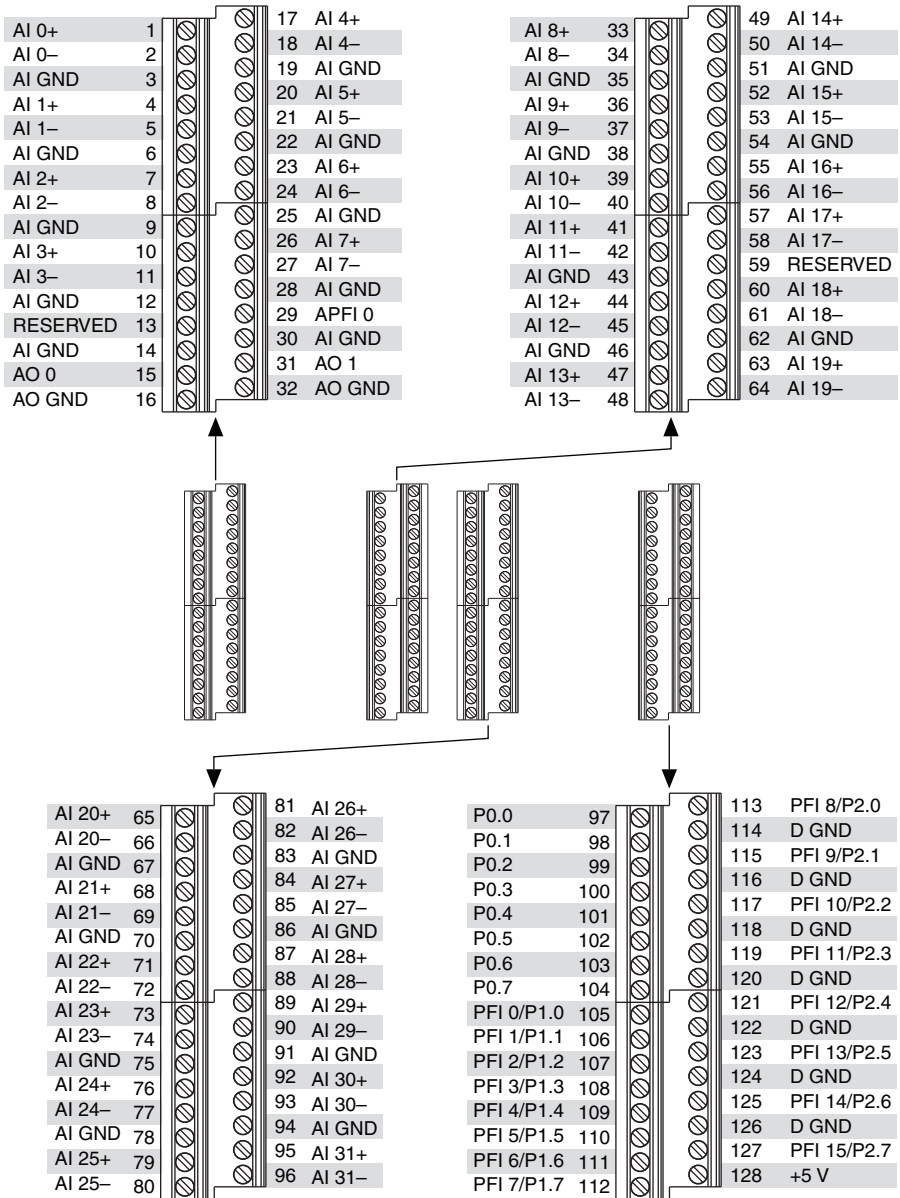 AI 0+ 1
AI 0– 2
AI GND 3
AI 1+ 4
AI 1– 5
AI GND 6
AI 2+ 7
AI 2– 8
AI GND 9
AI 3+ 10
AI 3– 11
AI GND 12
RESERVED 13
AI GND 14
AO 0 15
AO GND 16
17 AI 4+
18 AI 4–
19 AI GND
20 AI 5+
21 AI 5–
22 AI GND
23 AI 6+
24 AI 6–
25 AI GND
26 AI 7+
27 AI 7–
28 AI GND
29 APFI 0
30 AI GND
31 AO 1
32 AO GND
AI 8+ 33
AI 8– 34
AI GND 35
AI 9+ 36
AI 9– 37
AI GND 38
AI 10+ 39
AI 10– 40
AI 11+ 41
AI 11– 42
AI GND 43
AI 12+ 44
AI 12– 45
AI GND 46
AI 13+ 47
AI 13– 48
49 AI 14+
50 AI 14–
51 AI GND
52 AI 15+
53 AI 15–
54 AI GND
55 AI 16+
56 AI 16–
57 AI 17+
58 AI 17–
59 RESERVED
60 AI 18+
61 AI 18–
62 AI GND
63 AI 19+
64 AI 19–
AI 20+ 65
AI 20– 66
AI GND 67
AI 21+ 68
AI 21– 69
AI GND 70
AI 22+ 71
AI 22– 72
AI 23+ 73
AI 23– 74
AI GND 75
AI 24+ 76
AI 24– 77
AI GND 78
AI 25+ 79
AI 25– 80
81 AI 26+
82 AI 26–
83 AI GND
84 AI 27+
85 AI 27–
86 AI GND
87 AI 28+
88 AI 28–
89 AI 29+
90 AI 29–
91 AI GND
92 AI 30+
93 AI 30–
94 AI GND
95 AI 31+
96 AI 31–
P0.0 97
P0.1 98
P0.2 99
P0.3 100
P0.4 101
P0.5 102
P0.6 103
P0.7 104
PFI 0/P1.0 105
PFI 1/P1.1 106
PFI 2/P1.2 107
PFI 3/P1.3 108
PFI 4/P1.4 109
PFI 5/P1.5 110
PFI 6/P1.6 111
PFI 7/P1.7 112
113 PFI 8/P2.0
114 D GND
115 PFI 9/P2.1
116 D GND
117 PFI 10/P2.2
118 D GND
119 PFI 11/P2.3
120 D GND
121 PFI 12/P2.4
122 D GND
123 PFI 13/P2.5
124 D GND
125 PFI 14/P2.6
126 D GND
127 PFI 15/P2.7
128 +5 V